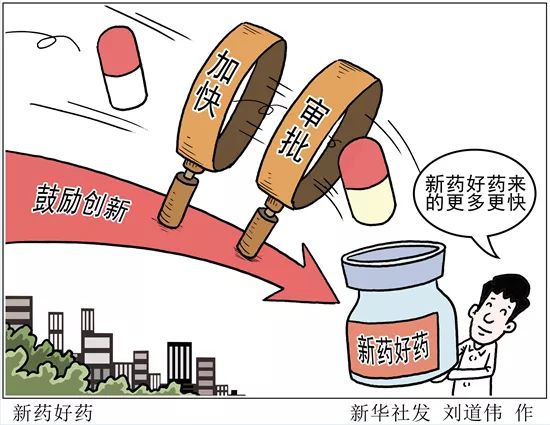 加快
审批
鼓励创新
新药好药来
的更多更快
新药好药
新药好药
新华社发 刘道伟 作